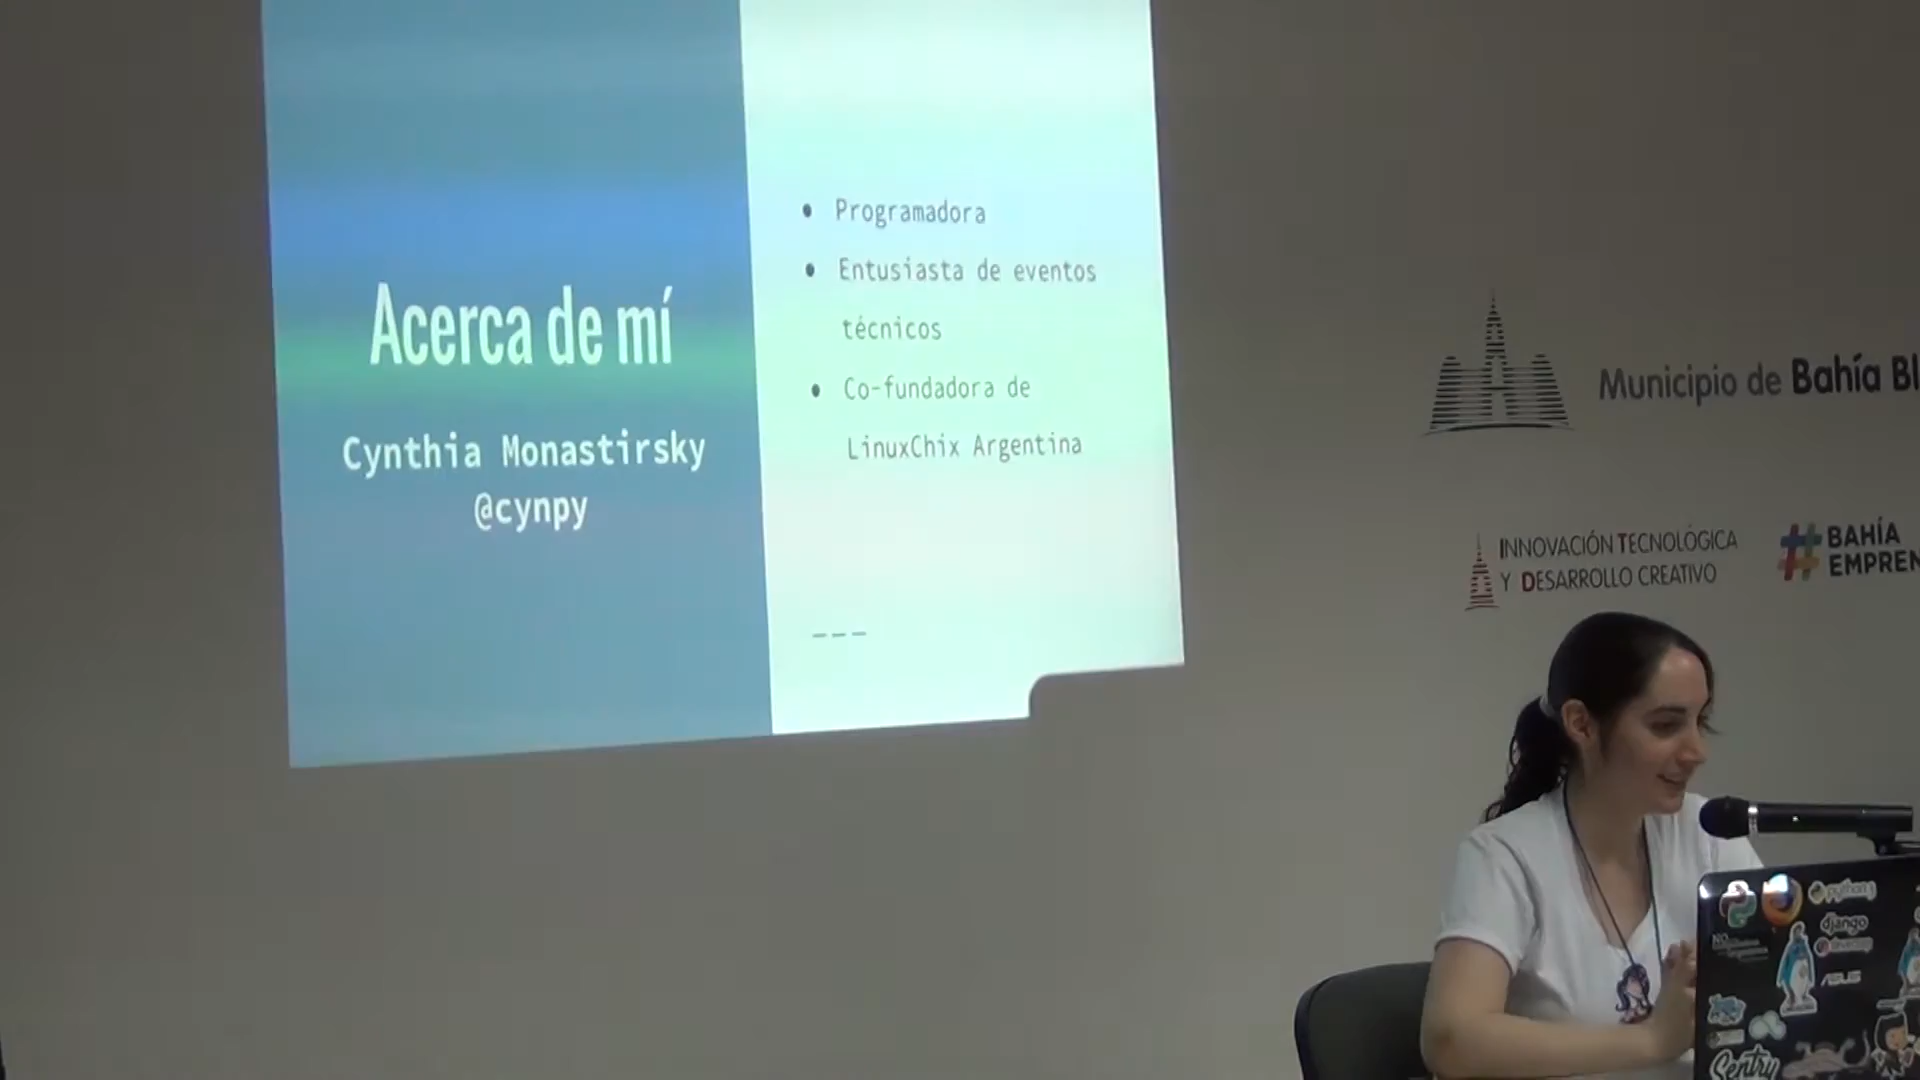 Acerca de mí
Cynthia Monastirsky
@cynpy
Programadora
Entusiasta de eventos
técnicos
Co-fundadora de
LinuxChix Argentina
Municipio de Bahía Bl
INNOVACIÓN TECNOLÓGICA
Y DESARROLLO CREATIVO
BAHÍA
EMPREN
python
django
ASUS
Sentry